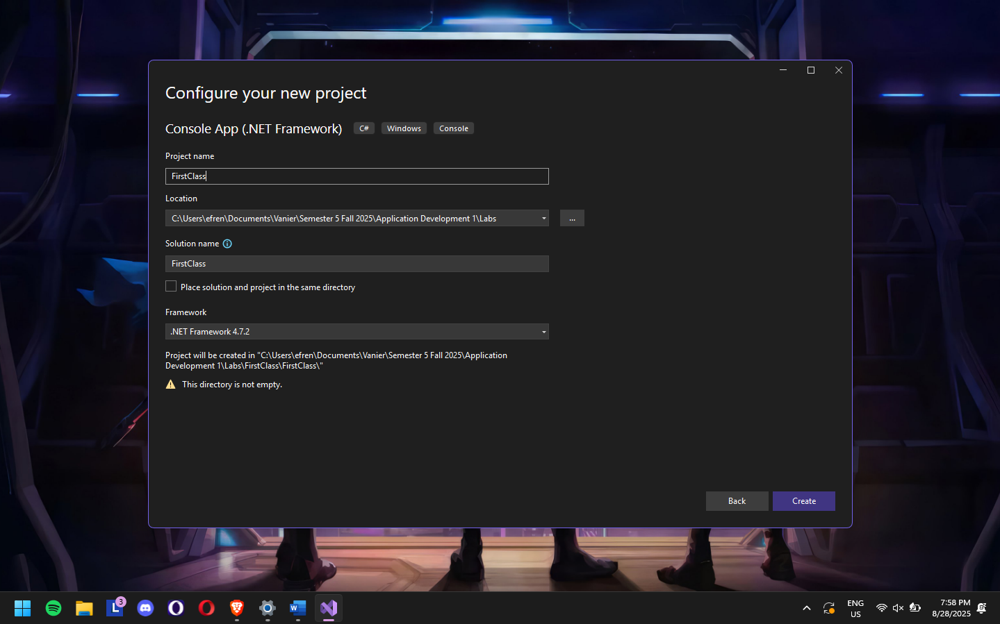 Configure your new project
Console App (.NET Framework) C# Windows Console
Project name
FirstClass
Location
C:\Users\efren\Documents\Vanier\Semester 5 Fall 2025\Application Development 1\Labs
...
Solution name
FirstClass
Place solution and project in the same directory
Framework
.NET Framework 4.7.2
Project will be created in "C:\Users\efren\Documents\Vanier\Semester 5 Fall 2025\Application
Development 1\Labs\FirstClass\FirstClass\"
This directory is not empty.
Back Create
L 3
W
ENG
US
7:58 PM
8/28/2025